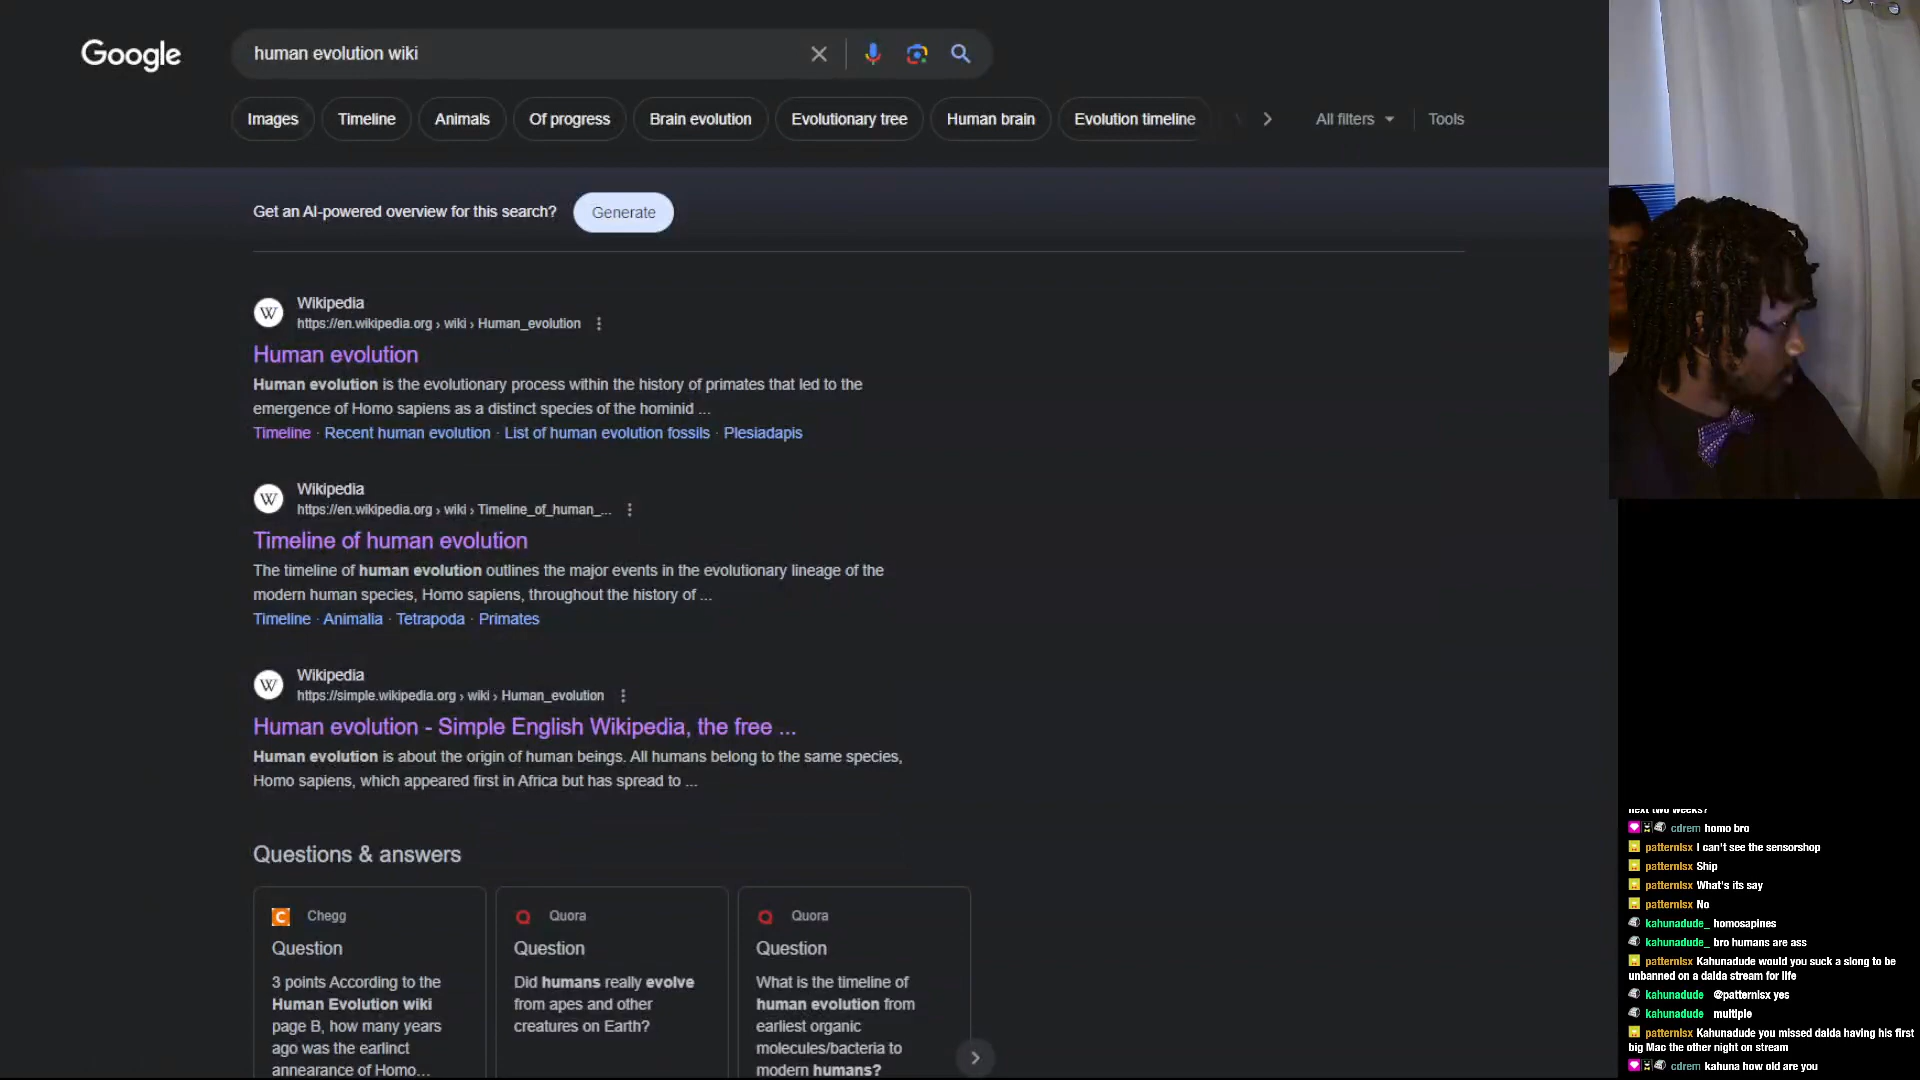 Google
human evolution wiki
Images
Timeline
Animals
Of progress
Brain evolution
Evolutionary tree
Human brain
Evolution timeline
All filters
Tools
Get an AI-powered overview for this search?
Generate
Wikipedia
https://en.wikipedia.org › wiki › Human_evolution
Human evolution
Human evolution is the evolutionary process within the history of primates that led to the
emergence of Homo sapiens as a distinct species of the hominid ...
Timeline · Recent human evolution · List of human evolution fossils · Plesiadapis
Wikipedia
https://en.wikipedia.org › wiki › Timeline_of_human_...
Timeline of human evolution
The timeline of human evolution outlines the major events in the evolutionary lineage of the
modern human species, Homo sapiens, throughout the history of ...
Timeline · Animalia · Tetrapoda · Primates
Wikipedia
https://simple.wikipedia.org › wiki › Human_evolution
Human evolution - Simple English Wikipedia, the free ...
Human evolution is about the origin of human beings. All humans belong to the same species,
Homo sapiens, which appeared first in Africa but has spread to ...
Questions & answers
Chegg
Question
3 points According to the
Human Evolution wiki
page B, how many years
ago was the earlinct
annearance of Homo...
Quora
Question
Did humans really evolve
from apes and other
creatures on Earth?
Quora
Question
What is the timeline of
human evolution from
earliest organic
molecules/bacteria to
modern humans?
next two weeks?
cdrem homo bro
patternlsx I can't see the sensorshop
patternlsx Ship
patternlsx What's its say
patternlsx No
kahunadude_ homosapines
kahunadude_ bro humans are ass
patternlsx Kahunadude would you suck a slong to be
unbanned on a dalda stream for life
kahunadude @patternisx yes
kahunadude multiple
patternlsx Kahunadude you missed dalda having his first
big Mac the other night on stream
cdrem kahuna how old are you